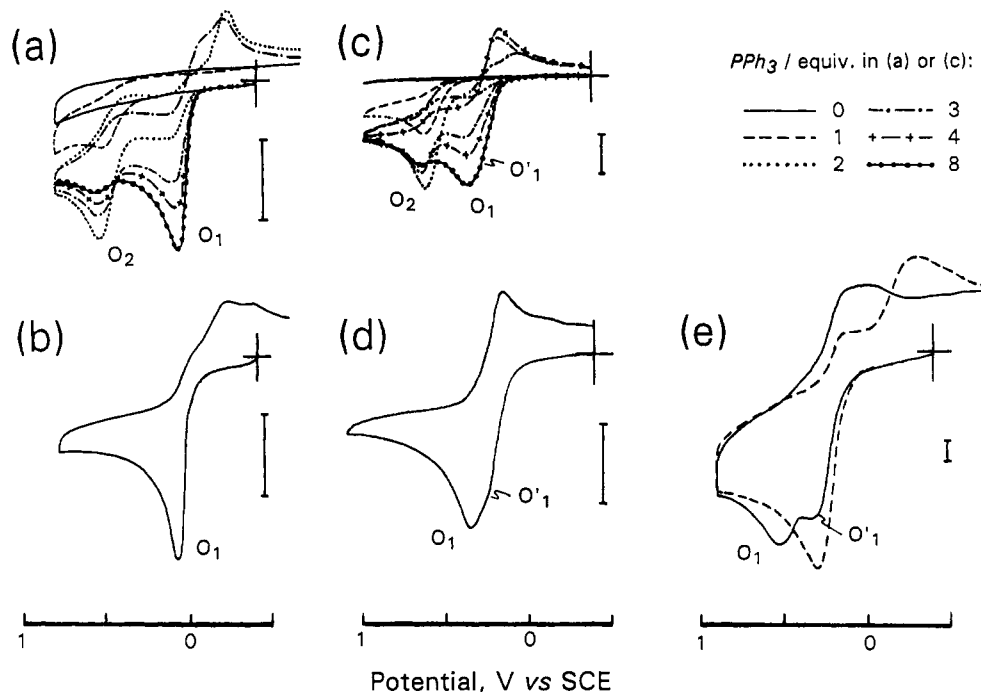 (a)
(c)
PPh3 / equiv. in (a) or (c):
0
3
1
4
2
8
O2
O1
O2
O1
O'1
(b)
(d)
(e)
O1
O1
O'1
O1
O'1
1
0
1
0
1
0
Potential, V vs SCE